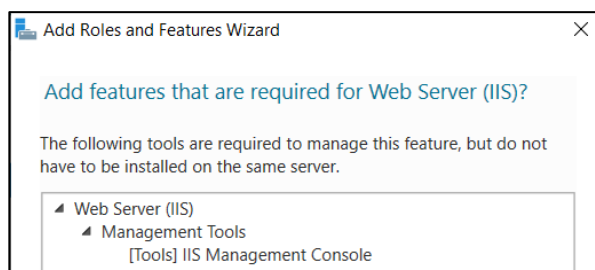 Add Roles and Features Wizard
Add features that are required for Web Server (IIS)?
The following tools are required to manage this feature, but do not
have to be installed on the same server.
Web Server (IIS)
Management Tools
[Tools] IIS Management Console